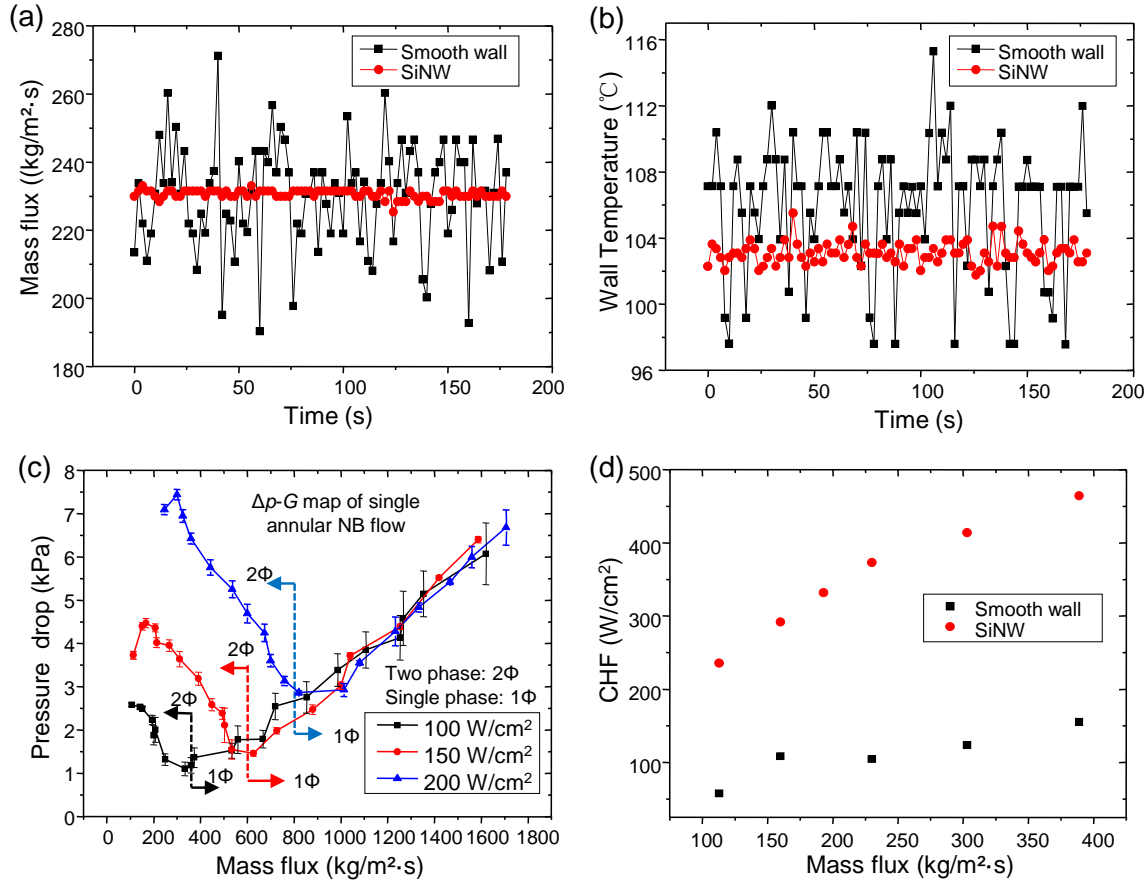 (a)
280
260
240
220
200
180
Mass flux ((kg/m²·s)
Smooth wall
SiNW
0 50 100 150 200
Time (s)
(b)
116
112
108
104
100
96
Wall Temperature (℃)
Smooth wall
SiNW
0 50 100 150 200
Time (s)
(c)
8
7
6
5
4
3
2
1
0
Pressure drop (kPa)
Δp-G map of single
annular NB flow
2Φ
2Φ
2Φ
1Φ
1Φ
1Φ
Two phase: 2Φ
Single phase: 1Φ
100 W/cm²
150 W/cm²
200 W/cm²
0 200 400 600 800 1000 1200 1400 1600 1800
Mass flux (kg/m²·s)
(d)
500
400
300
200
100
CHF (W/cm²)
Smooth wall
SiNW
100 150 200 250 300 350 400
Mass flux (kg/m²·s)